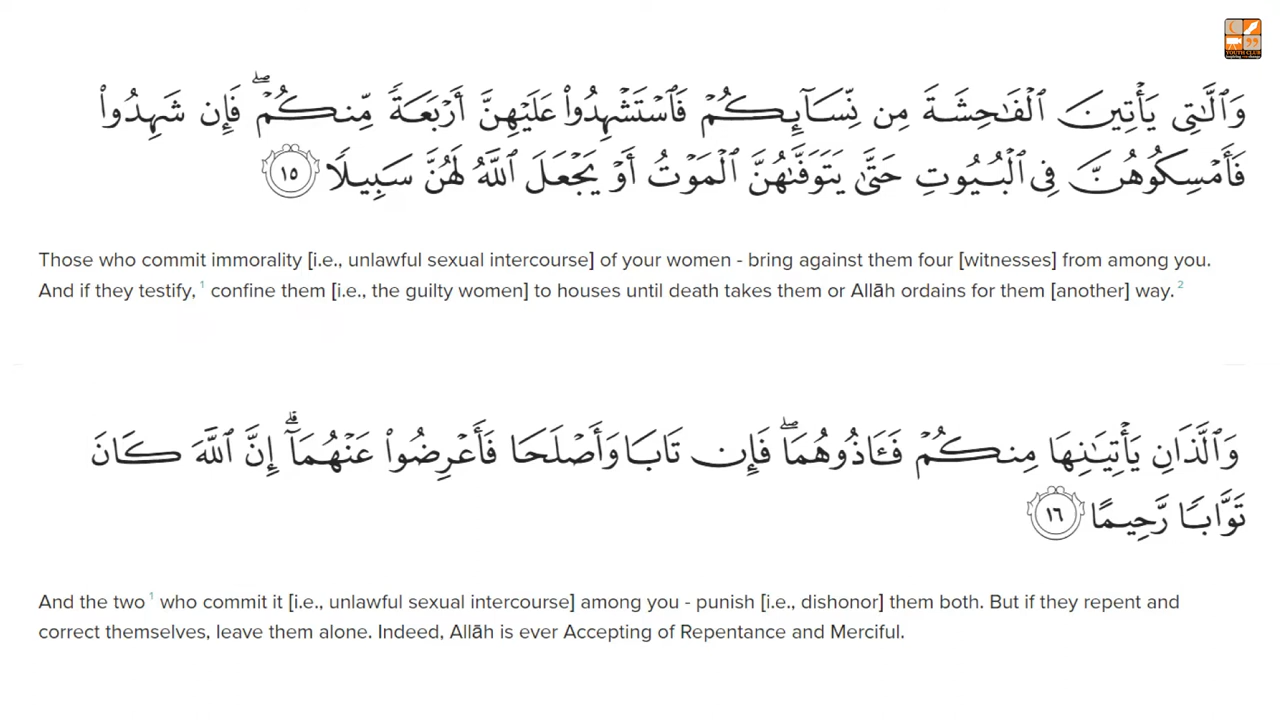 YOUTH CLUB
وَٱلَّـٰتِى يَأْتِينَ ٱلْفَـٰحِشَةَ مِن نِّسَآئِكُمْ فَٱسْتَشْهِدُوا۟ عَلَيْهِنَّ أَرْبَعَةً مِّنكُمْ ۖ فَإِن شَهِدُوا۟
فَأَمْسِكُوهُنَّ فِى ٱلْبُيُوتِ حَتَّىٰ يَتَوَفَّىٰهُنَّ ٱلْمَوْتُ أَوْ يَجْعَلَ ٱللَّهُ لَهُنَّ سَبِيلًا ١٥
Those who commit immorality [i.e., unlawful sexual intercourse] of your women - bring against them four [witnesses] from among you.
And if they testify, ¹ confine them [i.e., the guilty women] to houses until death takes them or Allāh ordains for them [another] way. ²
وَٱلَّذَانِ يَأْتِيَـٰنِهَا مِنكُمْ فَـَٔاذُوهُمَا ۖ فَإِن تَابَا وَأَصْلَحَا فَأَعْرِضُوا۟ عَنْهُمَآ ۗ إِنَّ ٱللَّهَ كَانَ
تَوَّابًا رَّحِيمًا ١٦
And the two ¹ who commit it [i.e., unlawful sexual intercourse] among you - punish [i.e., dishonor] them both. But if they repent and
correct themselves, leave them alone. Indeed, Allāh is ever Accepting of Repentance and Merciful.